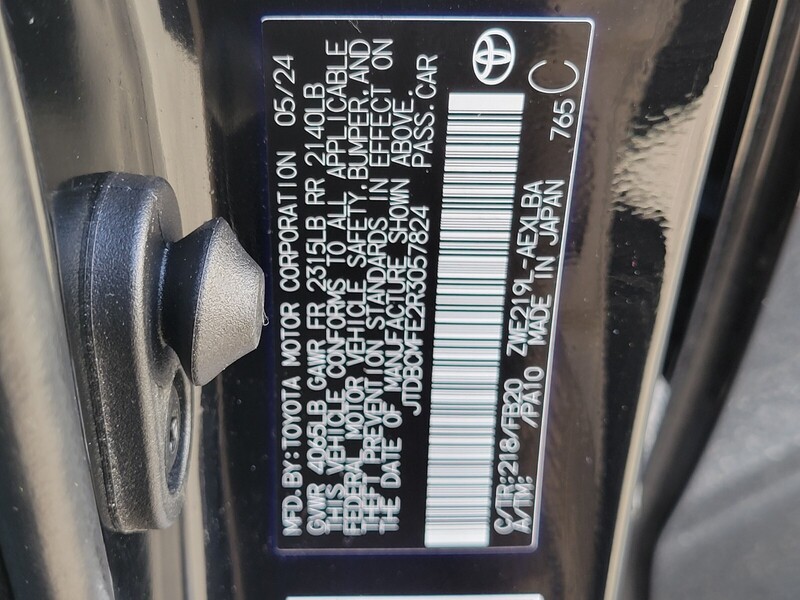 MFD.BY:TOYOTA MOTOR CORPORATION 05/24
GVWR 4065LB GAWR FR 2315LB RR 2140LB
THIS VEHICLE CONFORMS TO ALL APPLICABLE
FEDERAL MOTOR VEHICLE SAFETY,BUMPER,AND
THEFT PREVENTION STANDARDS IN EFFECT ON
THE DATE OF MANUFACTURE SHOWN ABOVE.
JTDBCMFE2R3057824 PASS.CAR
C/TR:218/FB20 ZWE219L-AEXLBA
A/TM: /PA10 MADE IN JAPAN 765 C